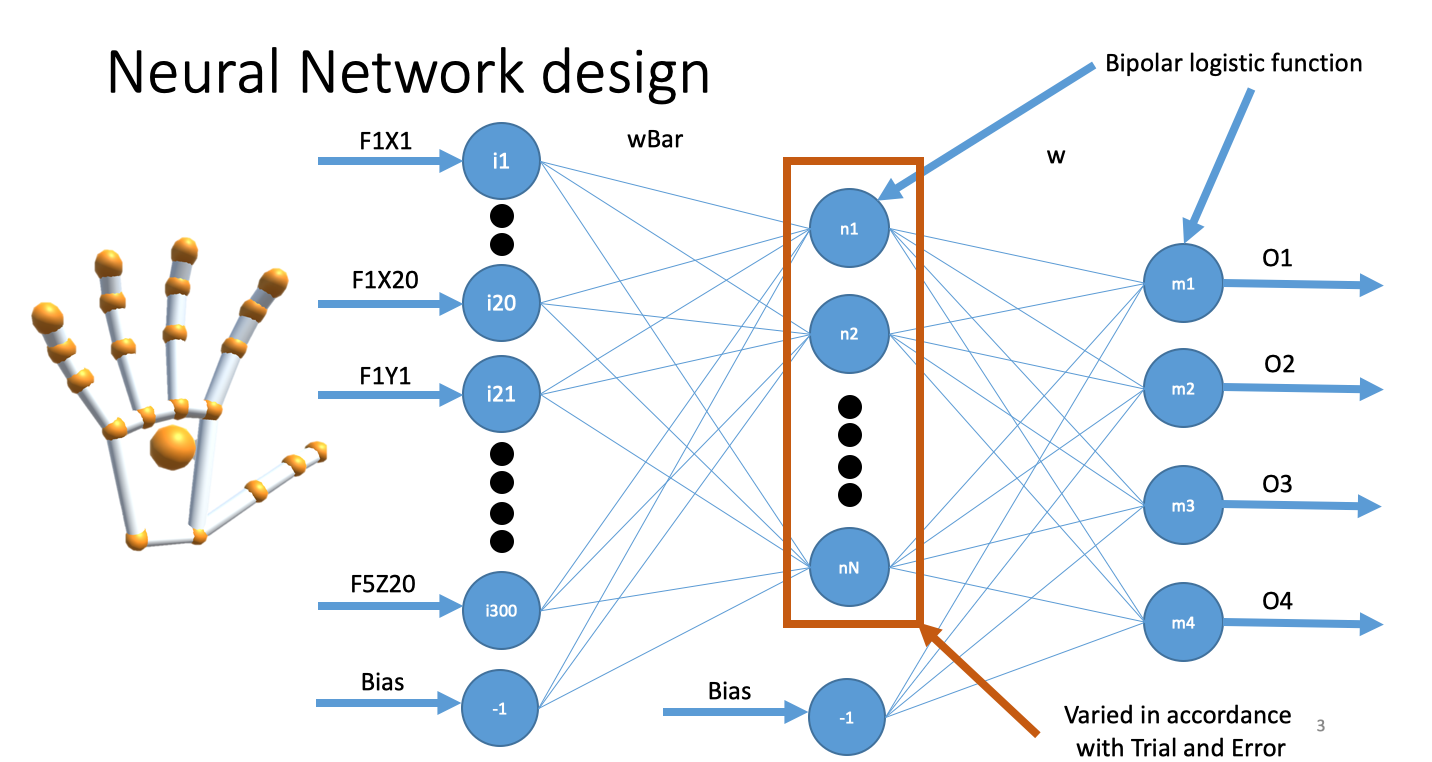 Neural Network design
Bipolar logistic function
F1X1
i1
wBar
w
n1
F1X20
i20
n2
m1
O1
F1Y1
i21
m2
O2
m3
O3
F5Z20
i300
nN
m4
O4
Bias
-1
Bias
-1
Varied in accordance
with Trial and Error
3